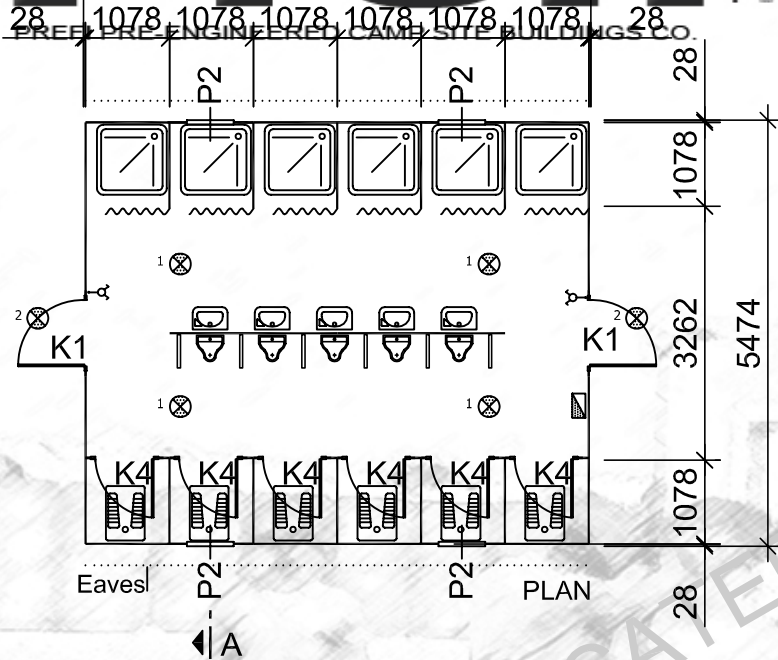 28 1078 1078 1078 1078 1078 1078 28
PREFI PRE-ENGINEERED CAMP SITE BUILDINGS CO.
P2 P2 28
1078
1 1
2 2
K1 K1 3262 5474
1 1
K4 K4 K4 K4 K4 K4
1078
Eaves P2 P2 PLAN 28
A